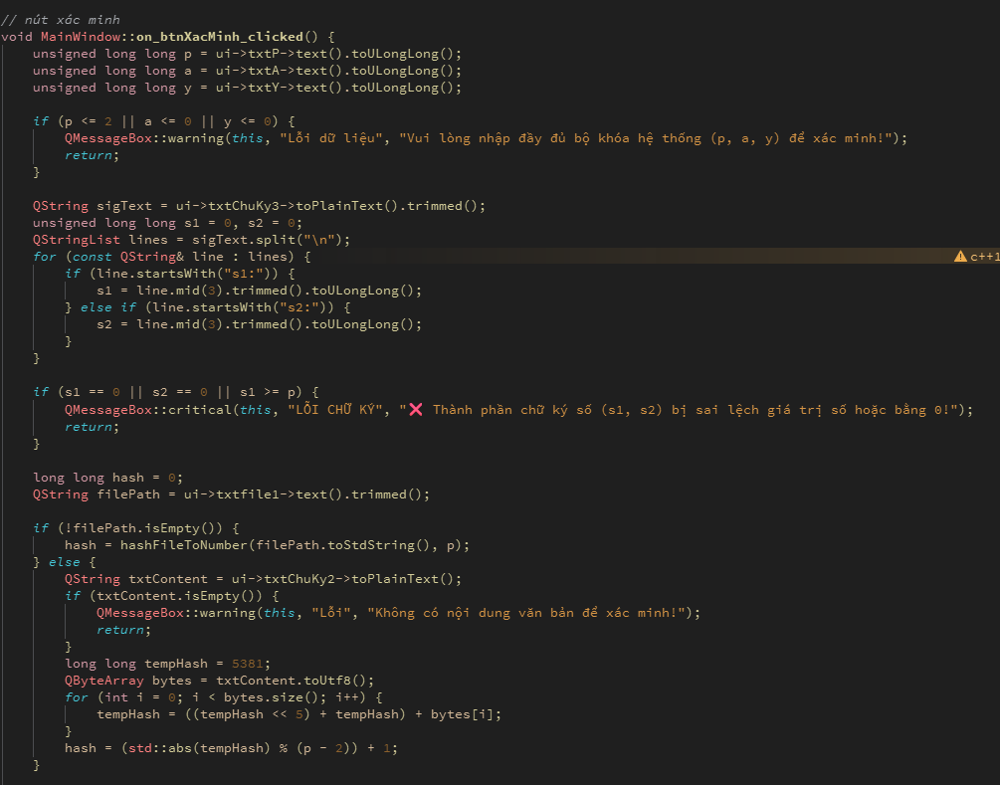 // nút xác minh
void MainWindow::on_btnXacMinh_clicked() {
    unsigned long long p = ui->txtP->text().toULongLong();
    unsigned long long a = ui->txtA->text().toULongLong();
    unsigned long long y = ui->txtY->text().toULongLong();

    if (p <= 2 || a <= 0 || y <= 0) {
        QMessageBox::warning(this, "Lỗi dữ liệu", "Vui lòng nhập đầy đủ bộ khóa hệ thống (p, a, y) để xác minh!");
        return;
    }

    QString sigText = ui->txtChuKy3->toPlainText().trimmed();
    unsigned long long s1 = 0, s2 = 0;
    QStringList lines = sigText.split("\n");
    for (const QString& line : lines) { ⚠ c++1
        if (line.startsWith("s1:")) {
            s1 = line.mid(3).trimmed().toULongLong();
        } else if (line.startsWith("s2:")) {
            s2 = line.mid(3).trimmed().toULongLong();
        }
    }

    if (s1 == 0 || s2 == 0 || s1 >= p) {
        QMessageBox::critical(this, "LỖI CHỮ KÝ", "❌ Thành phần chữ ký số (s1, s2) bị sai lệch giá trị số hoặc bằng 0!");
        return;
    }

    long long hash = 0;
    QString filePath = ui->txtfile1->text().trimmed();

    if (!filePath.isEmpty()) {
        hash = hashFileToNumber(filePath.toStdString(), p);
    } else {
        QString txtContent = ui->txtChuKy2->toPlainText();
        if (txtContent.isEmpty()) {
            QMessageBox::warning(this, "Lỗi", "Không có nội dung văn bản để xác minh!");
            return;
        }
        long long tempHash = 5381;
        QByteArray bytes = txtContent.toUtf8();
        for (int i = 0; i < bytes.size(); i++) {
            tempHash = ((tempHash << 5) + tempHash) + bytes[i];
        }
        hash = (std::abs(tempHash) % (p - 2)) + 1;
    }